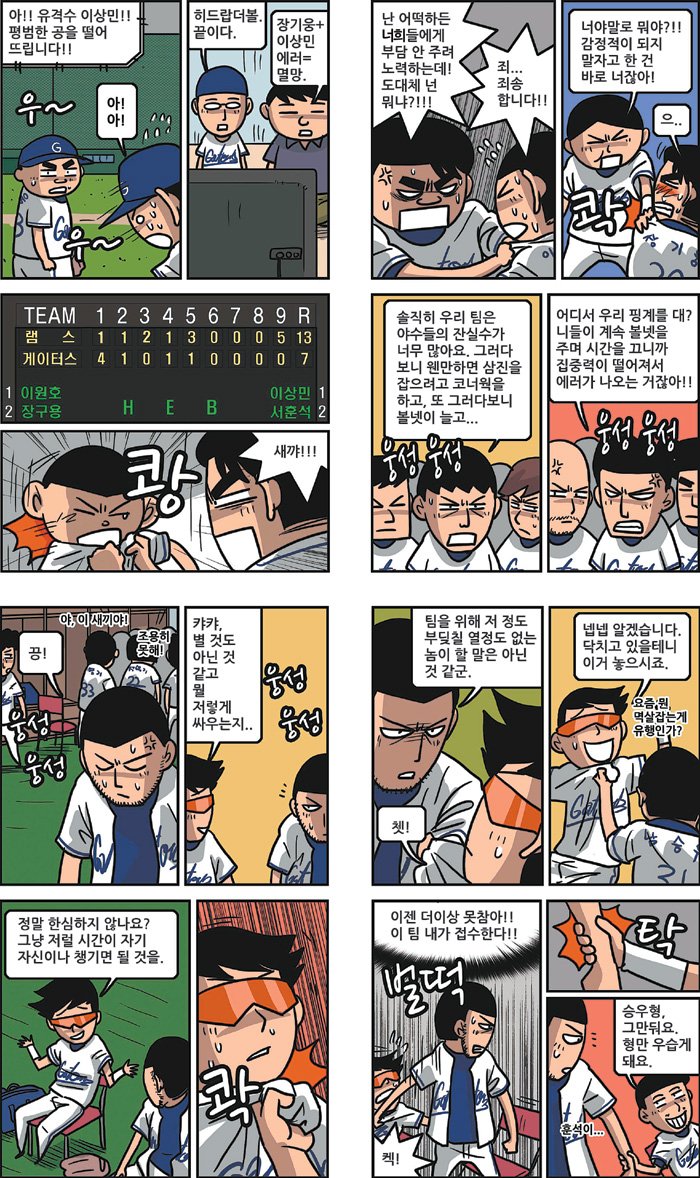 아!! 유격수 이상민!!
평범한 공을 떨어
뜨립니다!!
우~
아!
아!
우~
G
G
히드랍더볼.
끝이다.
장기웅+
이상민
에러=
멸망.
난 어떡하든
너희들에게
부담 안 주려
노력하는데!
도대체 넌
뭐냐?!!!
죄...
죄송
합니다!!
너야말로 뭐야?!!
감정적이 되지
말자고 한 건
바로 너잖아!
으..
콱
장기
TEAM 1 2 3 4 5 6 7 8 9 R
램 스 1 1 2 1 3 0 0 0 5 13
게이터스 4 1 0 1 1 0 0 0 0 7
1 이원호 이상민 1
2 장구용 H E B 서훈석 2
쾅
새꺄!!!
솔직히 우리 팀은
야수들의 잔실수가
너무 많아요. 그러다
보니 웬만하면 삼진을
잡으려고 코너웍을
하고, 또 그러다보니
볼넷이 늘고...
웅성 웅성
어디서 우리 핑계를 대?
니들이 계속 볼넷을
주며 시간을 끄니까
집중력이 떨어져서
에러가 나오는 거잖아!!
웅성 웅성
야, 이 새끼야!
조용히
못해!
끙!
33
22
웅성
웅성
캬캬,
별 것도
아닌 것
같고
뭘
저렇게
싸우는지..
웅성
웅성
팀을 위해 저 정도
부딪칠 열정도 없는
놈이 할 말은 아닌
것 같군.
쳇!
넵넵 알겠습니다.
닥치고 있을테니
이거 놓으시죠.
요즘 뭔
멱살잡는게
유행인가?
남승우
31
정말 한심하지 않나요?
그냥 저럴 시간이 자기
자신이나 챙기면 될 것을.
콱
이젠 더이상 못참아!!
이 팀 내가 접수한다!!
벌떡
켁!
탁
승우형,
그만둬요.
형만 우습게
돼요.
훈석이...